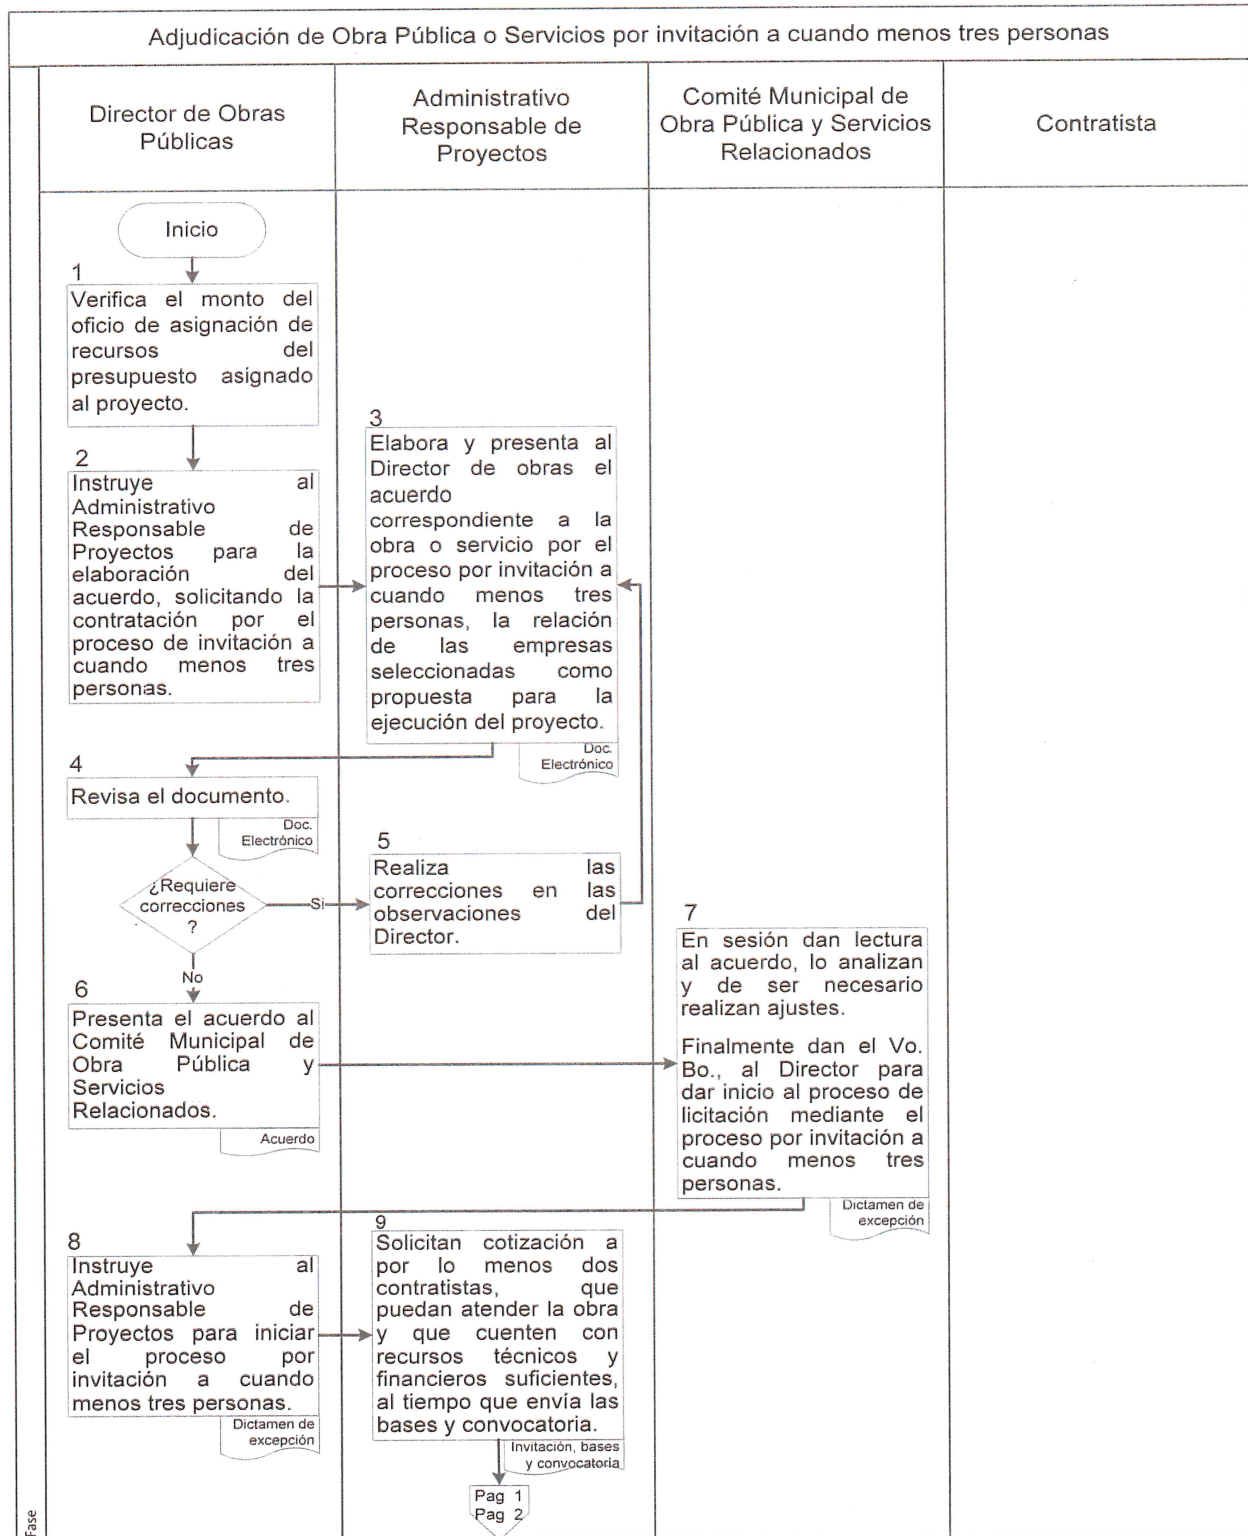 Adjudicación de Obra Pública o Servicios por invitación a cuando menos tres personas
Director de Obras
Públicas
Administrativo
Responsable de
Proyectos
Comité Municipal de
Obra Pública y Servicios
Relacionados
Contratista
Inicio
1
Verifica el monto del
oficio de asignación de
recursos del
presupuesto asignado
al proyecto.
2
Instruye al
Administrativo
Responsable de
Proyectos para la
elaboración del
acuerdo, solicitando la
contratación por el
proceso de invitación a
cuando menos tres
personas.
3
Elabora y presenta al
Director de obras el
acuerdo
correspondiente a la
obra o servicio por el
proceso por invitación a
cuando menos tres
personas, la relación
de las empresas
seleccionadas como
propuesta para la
ejecución del proyecto.
Doc.
Electrónico
4
Revisa el documento.
Doc.
Electrónico
¿Requiere
correcciones
?
Si
5
Realiza las
correcciones en las
observaciones del
Director.
No
6
Presenta el acuerdo al
Comité Municipal de
Obra Pública y
Servicios
Relacionados.
Acuerdo
7
En sesión dan lectura
al acuerdo, lo analizan
y de ser necesario
realizan ajustes.
Finalmente dan el Vo.
Bo., al Director para
dar inicio al proceso de
licitación mediante el
proceso por invitación a
cuando menos tres
personas.
Dictamen de
excepción
8
Instruye al
Administrativo
Responsable de
Proyectos para iniciar
el proceso por
invitación a cuando
menos tres personas.
Dictamen de
excepción
9
Solicitan cotización a
por lo menos dos
contratistas, que
puedan atender la obra
y que cuenten con
recursos técnicos y
financieros suficientes,
al tiempo que envía las
bases y convocatoria.
Invitación, bases
y convocatoria
Pag 1
Pag 2
Fase